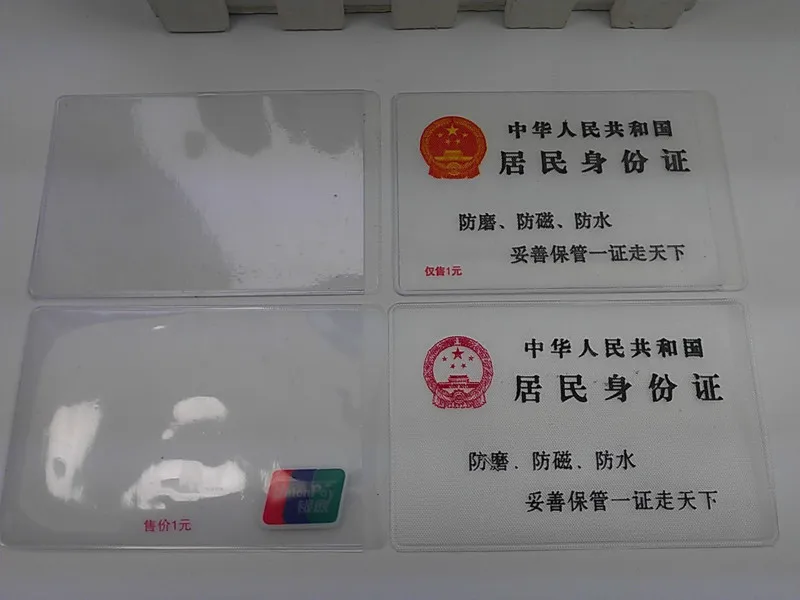 中华人民共和国
居民身份证
防磨、防磁、防水
妥善保管一证走天下
仅售1元
售价1元
中华人民共和国
居民身份证
防磨、防磁、防水
妥善保管一证走天下